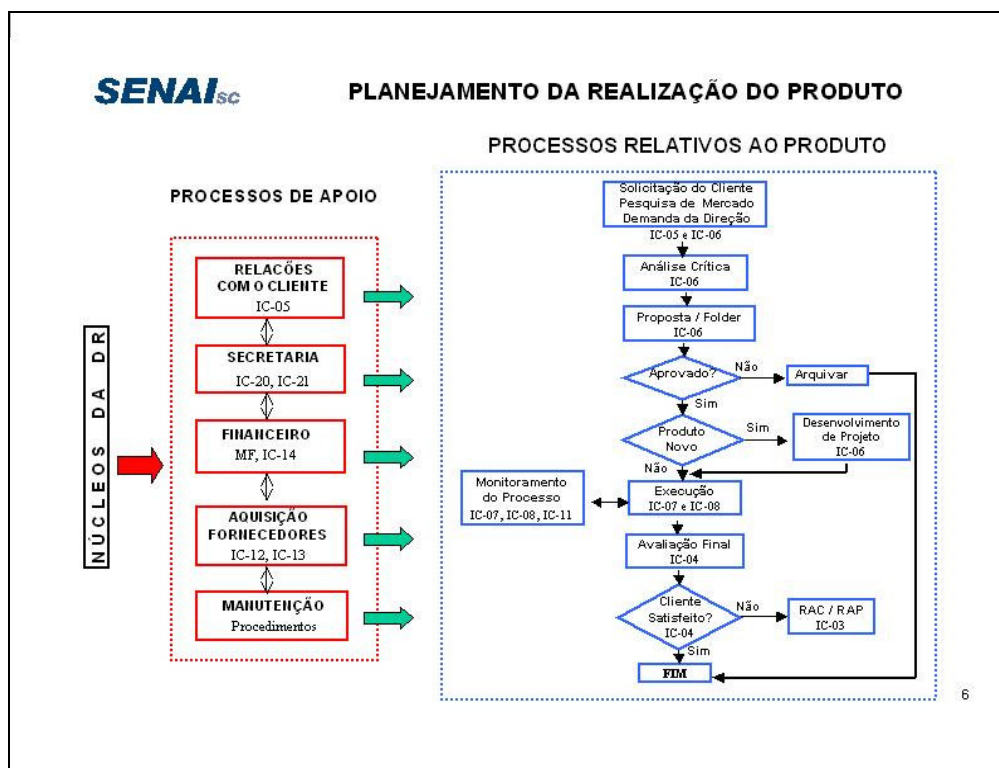 SENAIsc
PLANEJAMENTO DA REALIZAÇÃO DO PRODUTO
PROCESSOS RELATIVOS AO PRODUTO
PROCESSOS DE APOIO
NÚCLEOS DA DR
RELACÕES
COM O CLIENTE
IC-05
SECRETARIA
IC-20, IC-21
FINANCEIRO
MF, IC-14
AQUISIÇÃO
FORNECEDORES
IC-12, IC-13
MANUTENÇÃO
Procedimentos
Solicitação do Cliente
Pesquisa de Mercado
Demanda da Direção
IC-05 e IC-06
Análise Crítica
IC-06
Proposta / Folder
IC-06
Aprovado?
Não
Arquivar
Sim
Produto
Novo
Sim
Desenvolvimento
de Projeto
IC-06
Não
Monitoramento
do Processo
IC-07, IC-08, IC-11
Execução
IC-07 e IC-08
Avaliação Final
IC-04
Cliente
Satisfeito?
IC-04
Não
RAC / RAP
IC-03
Sim
FIM
6